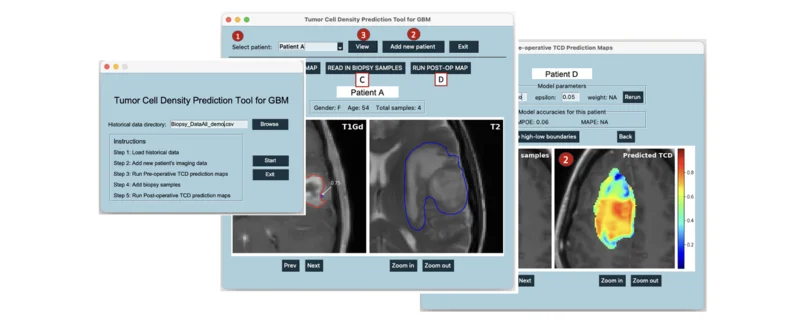 Tumor Cell Density Prediction Tool for GBM
Historical data directory: Biopsy_DataAll_demo.csv Browse
Instructions
Step 1: Load historical data
Step 2: Add new patient's imaging data
Step 3: Run Pre-operative TCD prediction maps
Step 4: Add biopsy samples
Step 5: Run Post-operative TCD prediction maps
Start
Exit
Tumor Cell Density Prediction Tool for GBM
1 3 2
Select patient: Patient A View Add new patient Exit
MAP READ IN BIOPSY SAMPLES RUN POST-OP MAP
C D
Patient A
Gender: F Age: 54 Total samples: 4
T1Gd T2
0.75
Prev Next Zoom in Zoom out
e-operative TCD Prediction Maps
Patient D
Model parameters
epsilon: 0.05 weight: NA Rerun
Model accuracies for this patient
MPOE: 0.06 MAPE: NA
high-low boundaries Back
samples 2 Predicted TCD
0.8
0.6
0.4
0.2
Next Zoom in Zoom out